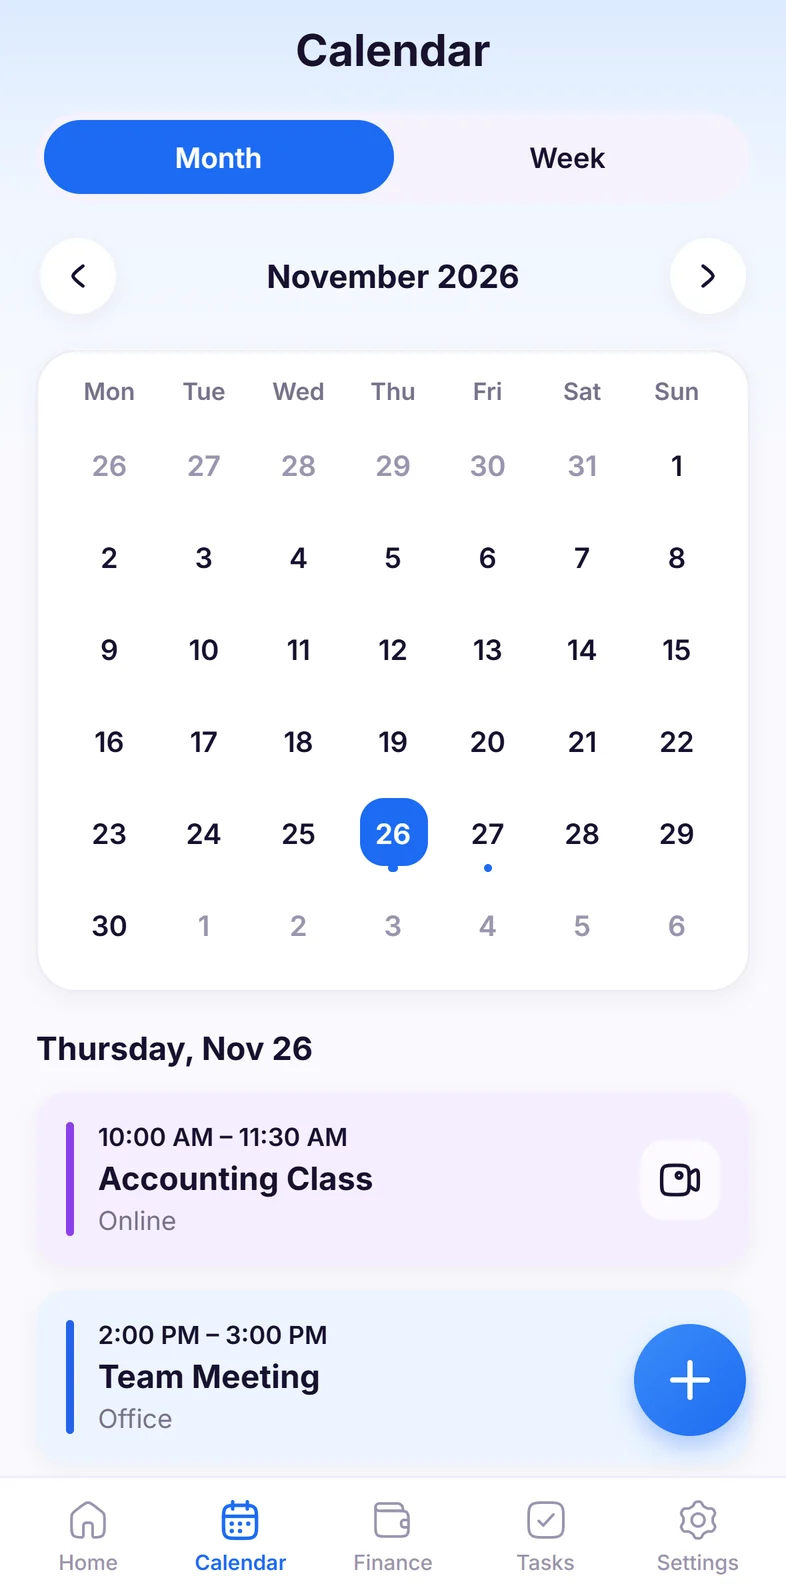 Calendar
Month Week
November 2026
Mon Tue Wed Thu Fri Sat Sun
26 27 28 29 30 31 1
2 3 4 5 6 7 8
9 10 11 12 13 14 15
16 17 18 19 20 21 22
23 24 25 26 27 28 29
30 1 2 3 4 5 6
Thursday, Nov 26
10:00 AM – 11:30 AM
Accounting Class
Online
2:00 PM – 3:00 PM
Team Meeting
Office
Home Calendar Finance Tasks Settings